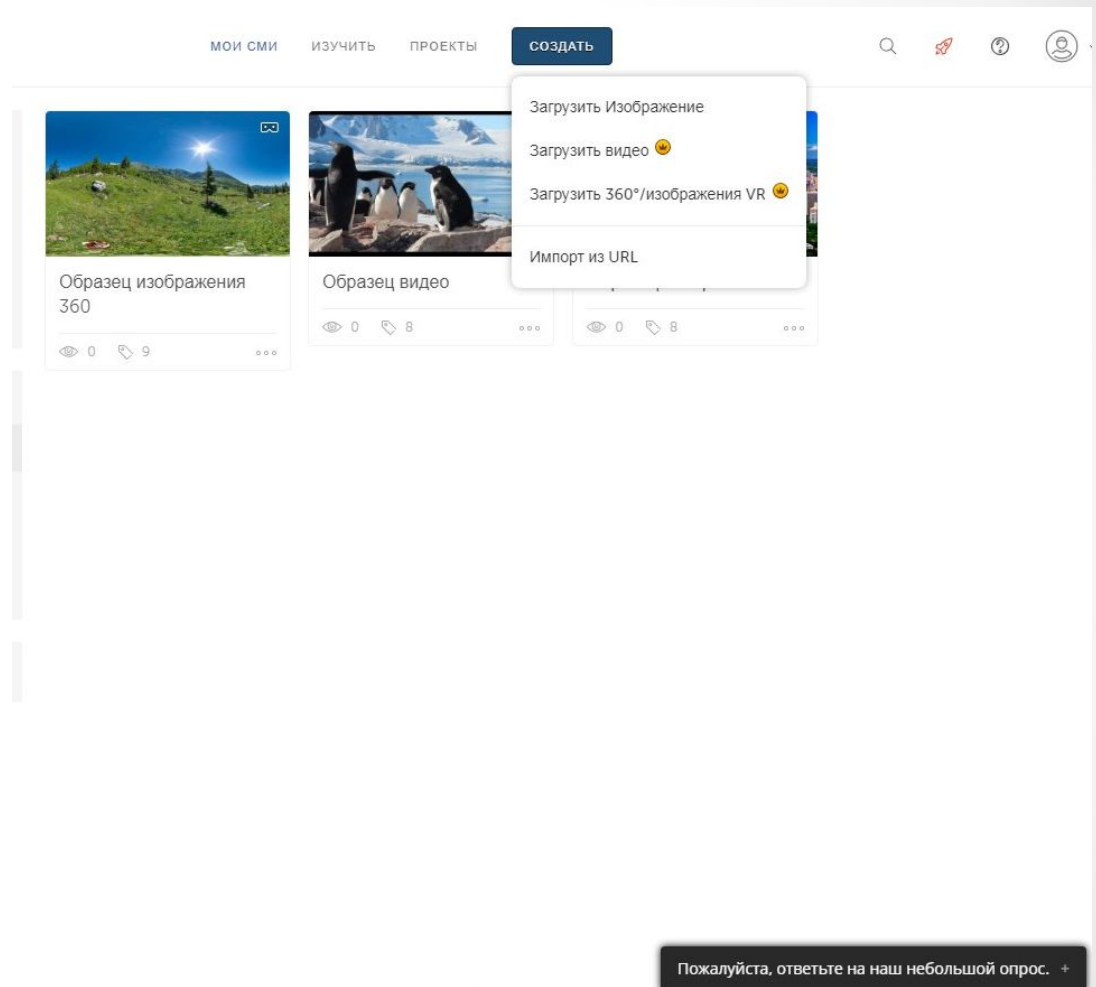 МОИ СМИ
ИЗУЧИТЬ
ПРОЕКТЫ
СОЗДАТЬ
Загрузить Изображение
Загрузить видео
Загрузить 360°/изображения VR
Импорт из URL
Образец изображения
360
0
9
Образец видео
0
8
0
8
Пожалуйста, ответьте на наш небольшой опрос. +